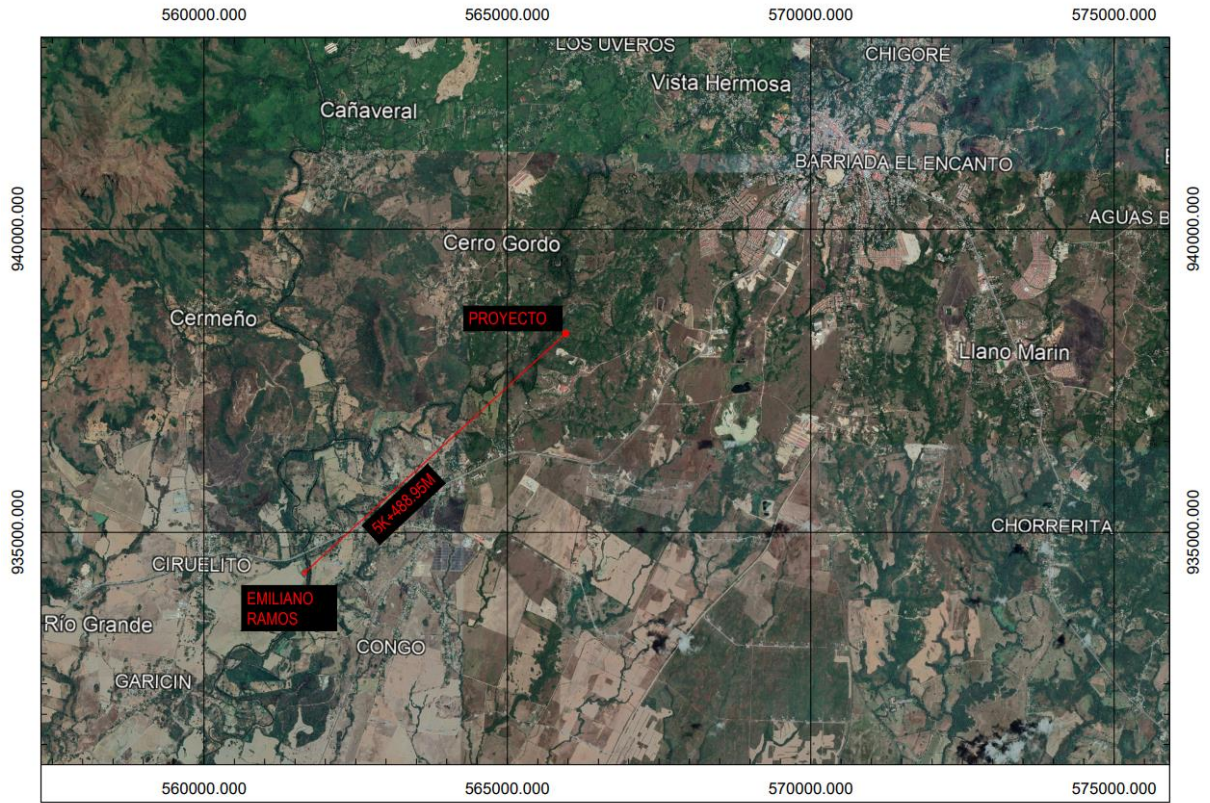 560000.000 565000.000 570000.000 575000.000
LOS UVEROS
CHIGORÉ
Vista Hermosa
Cañaveral
BARRIADA EL ENCANTO
AGUAS B
940000.000 940000.000
Cerro Gordo
PROYECTO
Cermeño
Llano Marin
5K+488.95M
935000.000 935000.000
CHORRERITA
CIRUELITO
EMILIANO
RAMOS
Río Grande
CONGO
GARICIN
560000.000 565000.000 570000.000 575000.000